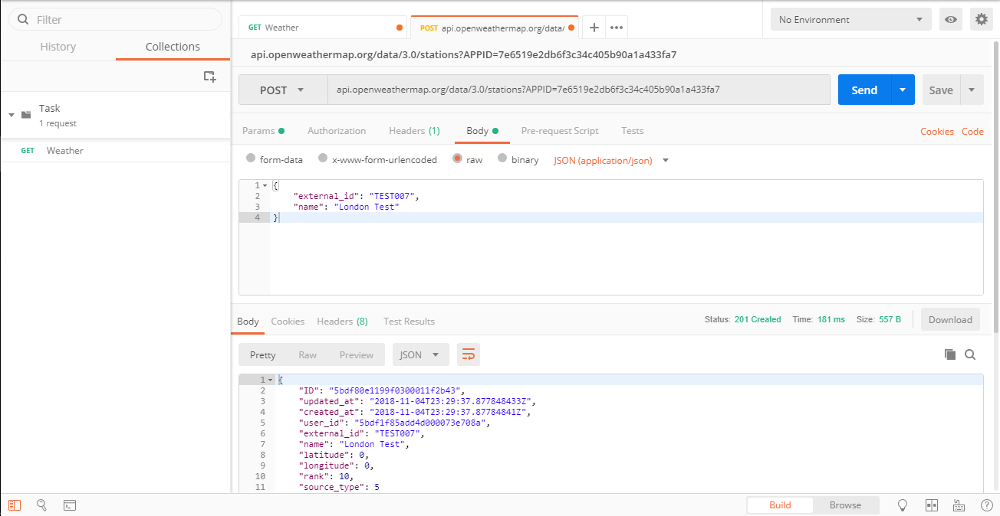 Filter
History
Collections
Task
1 request
GET Weather
GET Weather
POST api.openweathermap.org/data/
No Environment
api.openweathermap.org/data/3.0/stations?APPID=7e6519e2db6f3c34c405b90a1a433fa7
POST
api.openweathermap.org/data/3.0/stations?APPID=7e6519e2db6f3c34c405b90a1a433fa7
Send
Save
Params Authorization Headers (1) Body Pre-request Script Tests Cookies Code
form-data x-www-form-urlencoded raw binary JSON (application/json)
1 {
2 "external_id": "TEST007",
3 "name": "London Test"
4 }
Body Cookies Headers (8) Test Results Status: 201 Created Time: 181 ms Size: 557 B Download
Pretty Raw Preview JSON
1 {
2 "ID": "5bdf80e1199f0300011f2b43",
3 "updated_at": "2018-11-04T23:29:37.877848433Z",
4 "created_at": "2018-11-04T23:29:37.87784841Z",
5 "user_id": "5bdf1f85add4d000073e708a",
6 "external_id": "TEST007",
7 "name": "London Test",
8 "latitude": 0,
9 "longitude": 0,
10 "rank": 10,
11 "source_type": 5
Build Browse